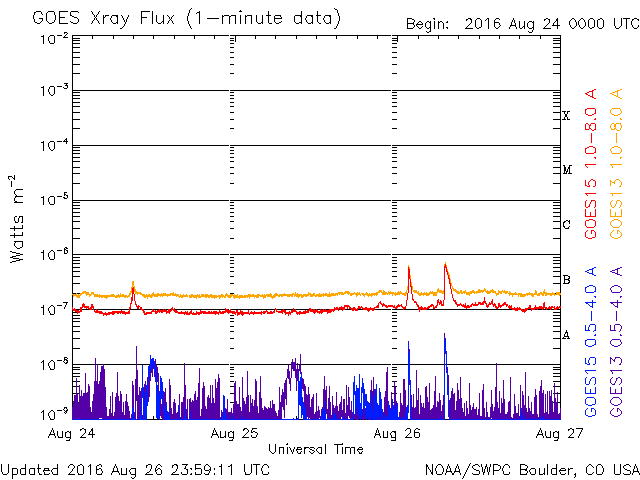 GOES Xray Flux (1-minute data)
Begin: 2016 Aug 24 0000 UTC
10⁻²
10⁻³
10⁻⁴
10⁻⁵
10⁻⁶
10⁻⁷
10⁻⁸
10⁻⁹
Watts m⁻²
X
M
C
B
A
GOES15 1.0-8.0 A
GOES13 1.0-8.0 A
GOES15 0.5-4.0 A
GOES13 0.5-4.0 A
Aug 24 Aug 25 Aug 26 Aug 27
Universal Time
Updated 2016 Aug 26 23:59:11 UTC
NOAA/SWPC Boulder, CO USA